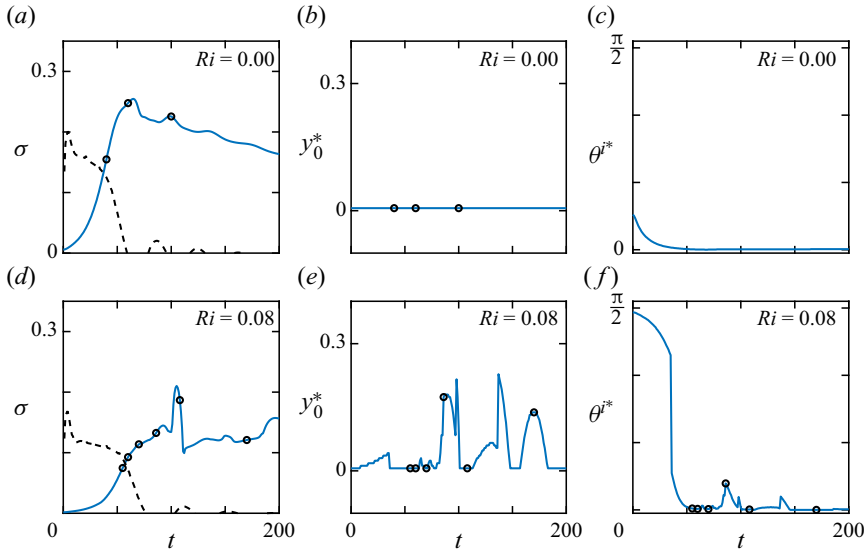 (a) (b) (c)
0.3 Ri = 0.00
σ
0
0.3 Ri = 0.00
y₀*
0
π/2 Ri = 0.00
θⁱ*
0
(d) (e) (f)
0.3 Ri = 0.08
σ
0 t 200
0.3 Ri = 0.08
y₀*
0
0 t 200
π/2 Ri = 0.08
θⁱ*
0
0 t 200